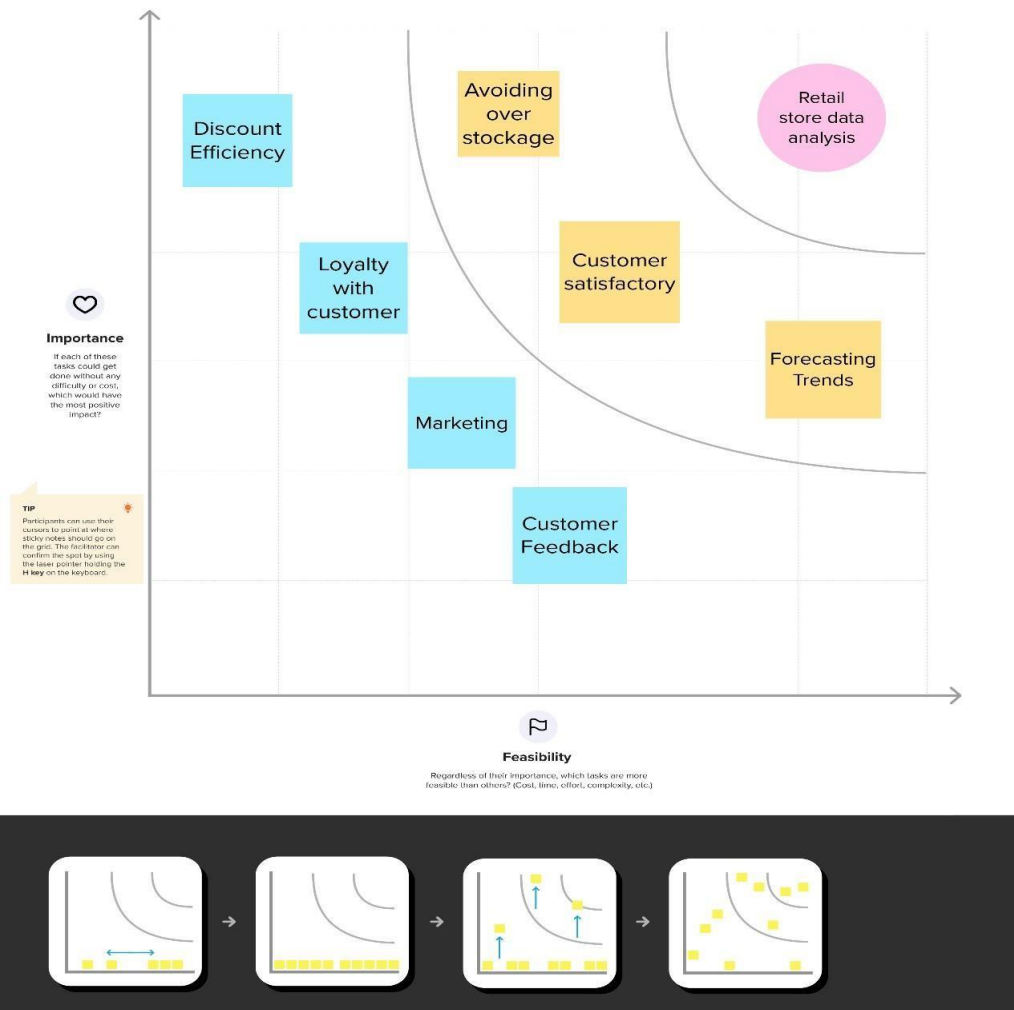 Discount
Efficiency
Avoiding
over
stockage
Retail
store data
analysis
Loyalty
with
customer
Customer
satisfactory
Forecasting
Trends
Marketing
Customer
Feedback
Importance
If each of these
tasks could get
done without any
difficulty or cost,
which would have
the most positive
impact?
TIP
Participants can use their
cursors to point at where
sticky notes should go on
the grid. The facilitator can
confirm the spot by using
the laser pointer holding the
H key on the keyboard.
Feasibility
Regardless of their importance, which tasks are more
feasible than others? (Cost, time, effort, complexity, etc.)